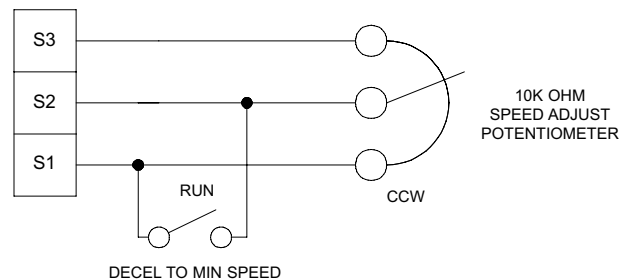 S3
S2
S1
10K OHM
SPEED ADJUST
POTENTIOMETER
RUN
CCW
DECEL TO MIN SPEED